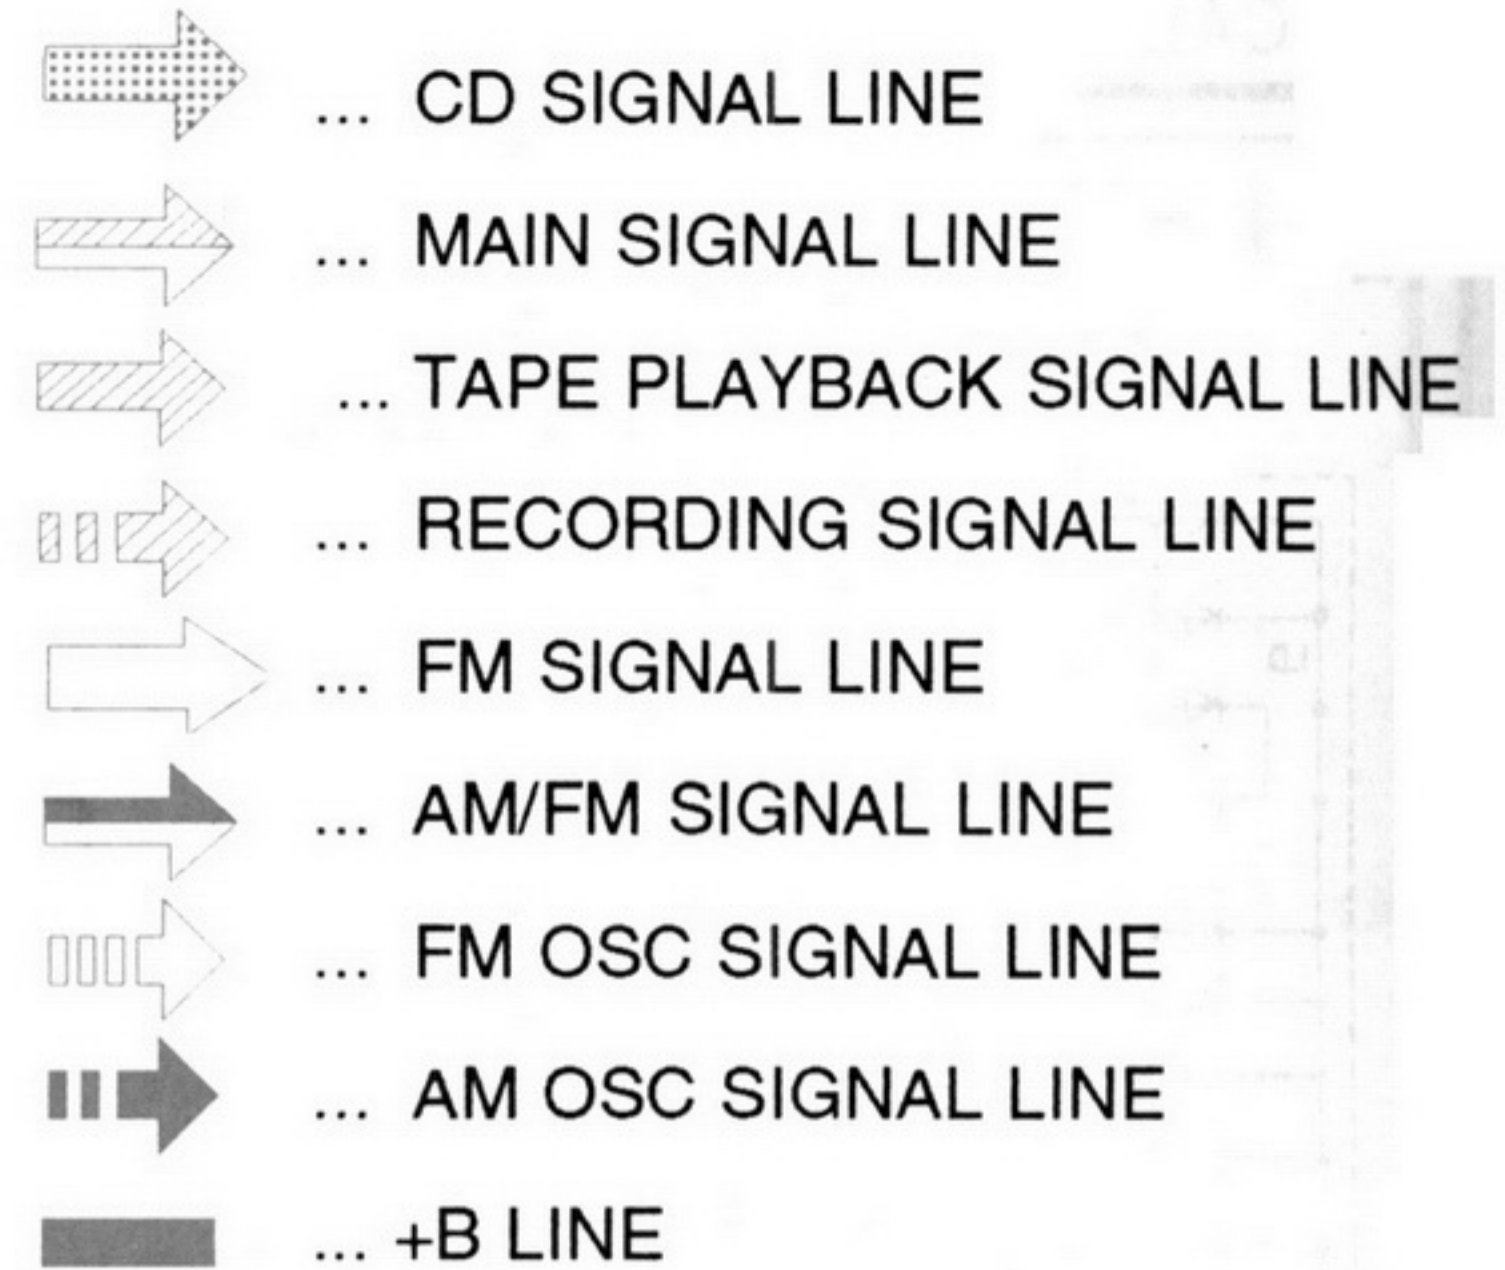 ... CD SIGNAL LINE
... MAIN SIGNAL LINE
... TAPE PLAYBACK SIGNAL LINE
... RECORDING SIGNAL LINE
... FM SIGNAL LINE
... AM/FM SIGNAL LINE
... FM OSC SIGNAL LINE
... AM OSC SIGNAL LINE
... +B LINE